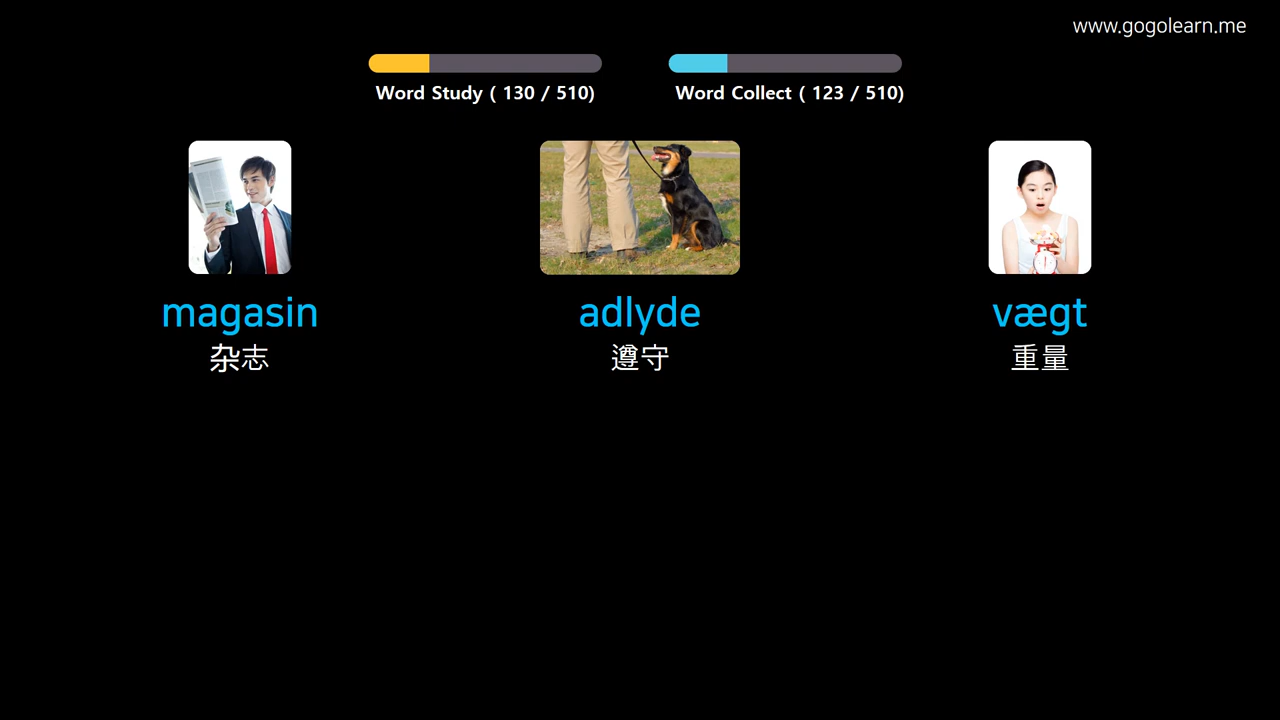 www.gogolearn.me
Word Study ( 130 / 510)
Word Collect ( 123 / 510)
magasin
杂志
adlyde
遵守
vægt
重量